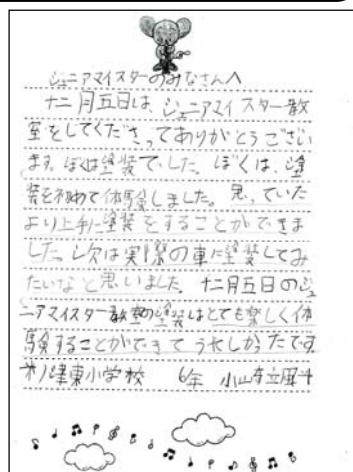 ジュニアマイスターのみなさんへ
十二月五日は、ジュニアマイスター教
室をしてくださってありがとうござい
ます。ぼくは塗装でした。ぼくは、塗
装を初めて体験しました。思っていた
より上手に塗装をすることができま
した。次は実際の車に塗装してみ
たいなと思いました。十二月五日のジュ
ニアマイスター教室の塗装はとても楽しく体
験することができてうれしかったです。
津東小学校 6年 小山